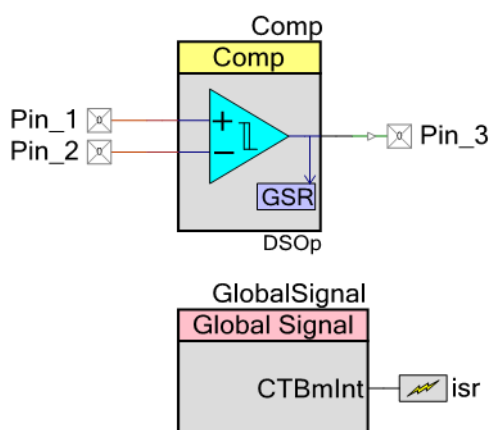 Comp
Comp
Pin_1
Pin_2
+
−
Pin_3
GSR
DSOp
GlobalSignal
Global Signal
CTBmInt
isr